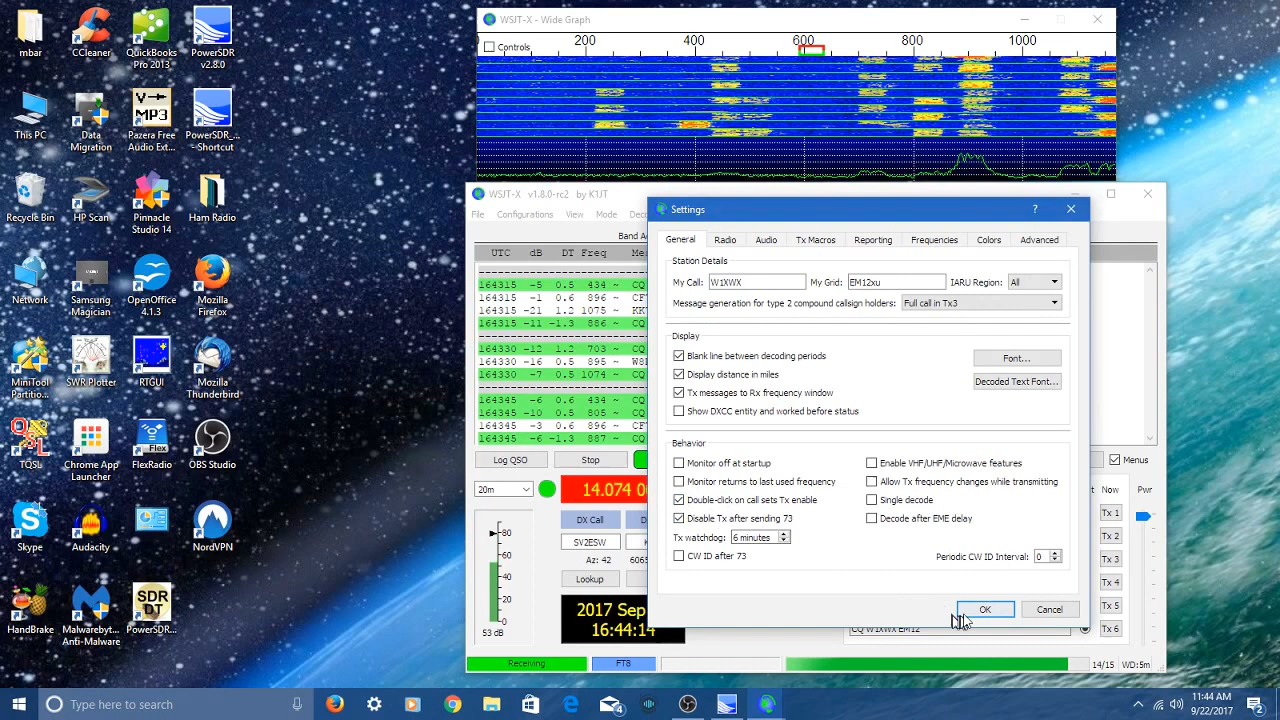 mbar
CCleaner
QuickBooks
Pro 2013
PowerSDR
v2.8.0
This PC
Data
Migration
Pazera Free
Audio Ext...
PowerSDR_...
- Shortcut
Recycle Bin
HP Scan
Pinnacle
Studio 14
Ham Radio
Network
Samsung
Magician
OpenOffice
4.1.3
Mozilla
Firefox
MiniTool
Partitio...
SWR Plotter
RTGUI
Mozilla
Thunderbird
TQSL
Chrome App
Launcher
FlexRadio
OBS Studio
Skype
Audacity
NordVPN
HandBrake
Malwarebyt...
Anti-Malware
SDR
DT
PowerSDR...
WSJT-X - Wide Graph
Controls
200 400 600 800 1000
WSJT-X v1.8.0-rc2 by K1JT
File Configurations View Mode
Band Ac
UTC dB DT Freq
164315 -5 0.5 434 ~ CQ
164315 -1 0.6 896 ~
164315 -21 1.2 1075 ~
164315 -11 -1.3 886 ~ CQ
164330 -12 1.2 703 ~ CQ
164330 -16 0.5 895 ~
164330 -7 0.5 1074 ~ CQ
164345 -6 0.6 434 ~ CQ
164345 -10 0.5 805 ~ CQ
164345 -3 0.6 896 ~
164345 -6 -1.3 887 ~ CQ
Log QSO Stop Menus
20m 14.074 Now Pwr
DX Call
SV2ESW
Az: 42
Lookup
80
60
40
20
0
53 dB
2017 Sep
16:44:14
Tx 1
Tx 2
Tx 3
Tx 4
Tx 5
Tx 6
CQ W1XWX EM12
Receiving FT8 14/15 WD:5m
Settings
General Radio Audio Tx Macros Reporting Frequencies Colors Advanced
Station Details
My Call: W1XWX My Grid: EM12xu IARU Region: All
Message generation for type 2 compound callsign holders: Full call in Tx3
Display
Blank line between decoding periods Font...
Display distance in miles Decoded Text Font...
Tx messages to Rx frequency window
Show DXCC entity and worked before status
Behavior
Monitor off at startup Enable VHF/UHF/Microwave features
Monitor returns to last used frequency Allow Tx frequency changes while transmitting
Double-click on call sets Tx enable Single decode
Disable Tx after sending 73 Decode after EME delay
Tx watchdog: 6 minutes
CW ID after 73 Periodic CW ID Interval: 0
OK Cancel
Type here to search
4
11:44 AM
9/22/2017